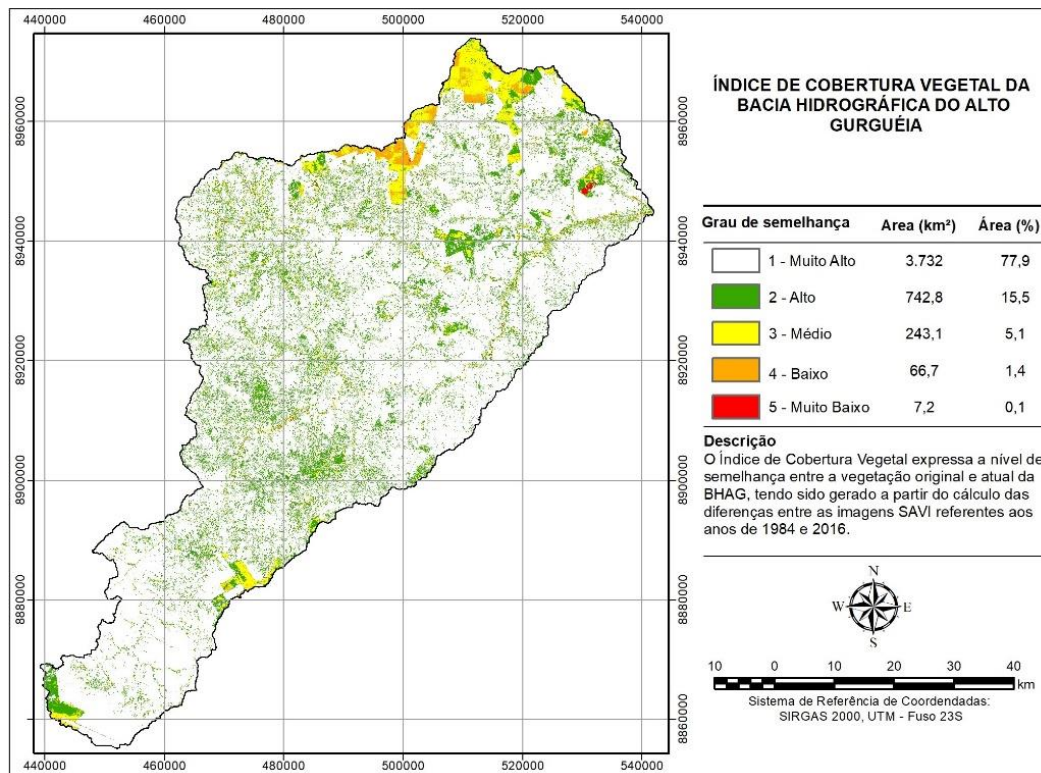 440000 460000 480000 500000 520000 540000
8960000
8940000
8920000
8900000
8880000
8860000
8960000
8940000
8920000
8900000
8880000
8860000
440000 460000 480000 500000 520000 540000
ÍNDICE DE COBERTURA VEGETAL DA
BACIA HIDROGRÁFICA DO ALTO
GURGUÉIA
Grau de semelhança Area (km²) Área (%)
1 - Muito Alto 3.732 77,9
2 - Alto 742,8 15,5
3 - Médio 243,1 5,1
4 - Baixo 66,7 1,4
5 - Muito Baixo 7,2 0,1
Descrição
O Índice de Cobertura Vegetal expressa a nível de
semelhança entre a vegetação original e atual da
BHAG, tendo sido gerado a partir do cálculo das
diferenças entre as imagens SAVI referentes aos
anos de 1984 e 2016.
N
W E
S
10 0 10 20 30 40
km
Sistema de Referência de Coordendadas:
SIRGAS 2000, UTM - Fuso 23S